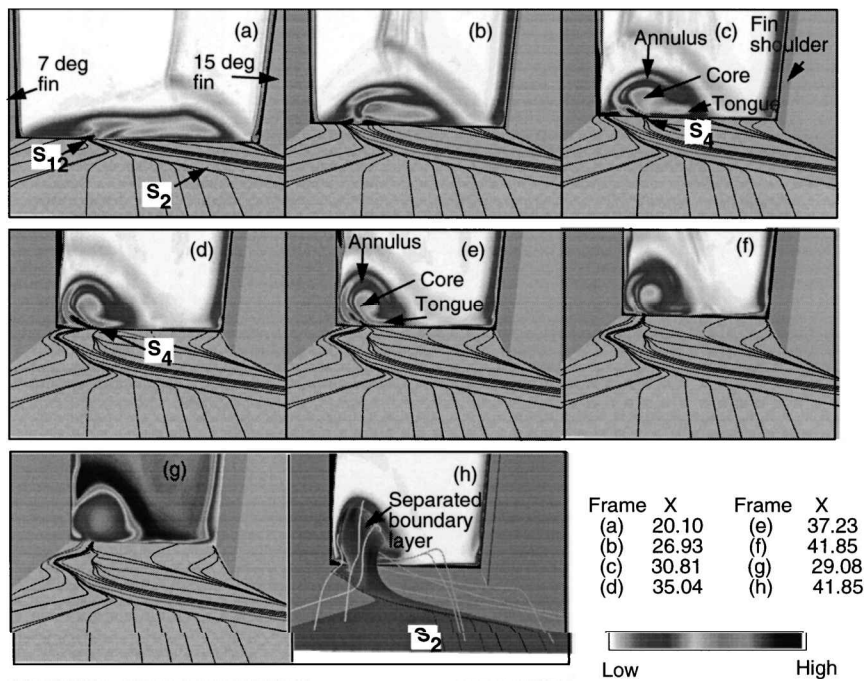 (a)
7 deg
fin
15 deg
fin
S12
S2
(b)
(c)
Annulus
Fin
shoulder
Core
Tongue
S4
(d)
S4
(e)
Annulus
Core
Tongue
(f)
(g)
(h)
Separated
boundary
layer
S2
Frame X Frame X
(a) 20.10 (e) 37.23
(b) 26.93 (f) 41.85
(c) 30.81 (g) 29.08
(d) 35.04 (h) 41.85
Low High